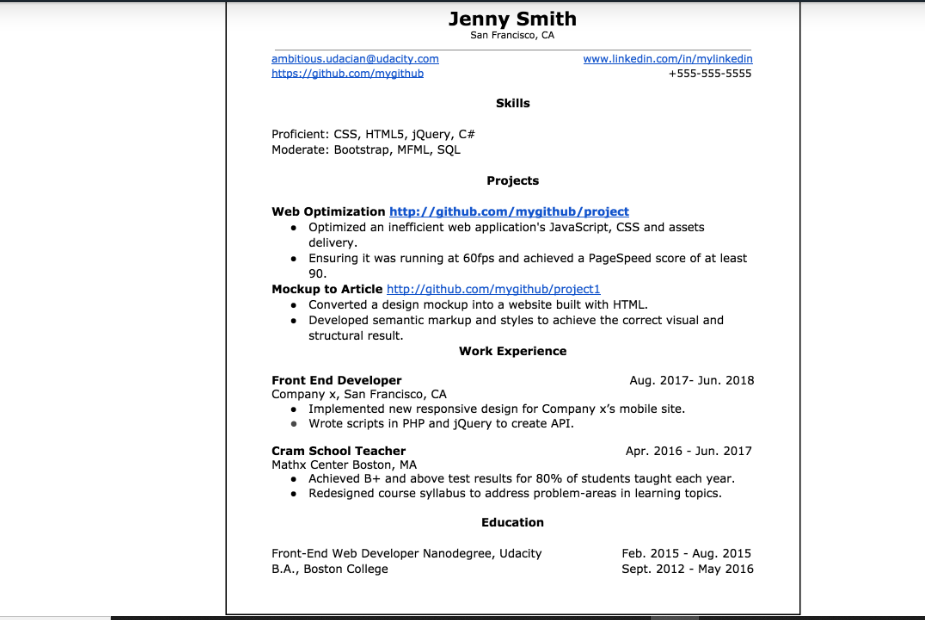 Jenny Smith
San Francisco, CA
ambitious.udacian@udacity.com www.linkedin.com/in/mylinkedin
https://github.com/mygithub +555-555-5555
Skills
Proficient: CSS, HTML5, jQuery, C#
Moderate: Bootstrap, MFML, SQL
Projects
Web Optimization http://github.com/mygithub/project
● Optimized an inefficient web application's JavaScript, CSS and assets
delivery.
● Ensuring it was running at 60fps and achieved a PageSpeed score of at least
90.
Mockup to Article http://github.com/mygithub/project1
● Converted a design mockup into a website built with HTML.
● Developed semantic markup and styles to achieve the correct visual and
structural result.
Work Experience
Front End Developer Aug. 2017- Jun. 2018
Company x, San Francisco, CA
● Implemented new responsive design for Company x’s mobile site.
● Wrote scripts in PHP and jQuery to create API.
Cram School Teacher Apr. 2016 - Jun. 2017
Mathx Center Boston, MA
● Achieved B+ and above test results for 80% of students taught each year.
● Redesigned course syllabus to address problem-areas in learning topics.
Education
Front-End Web Developer Nanodegree, Udacity Feb. 2015 - Aug. 2015
B.A., Boston College Sept. 2012 - May 2016